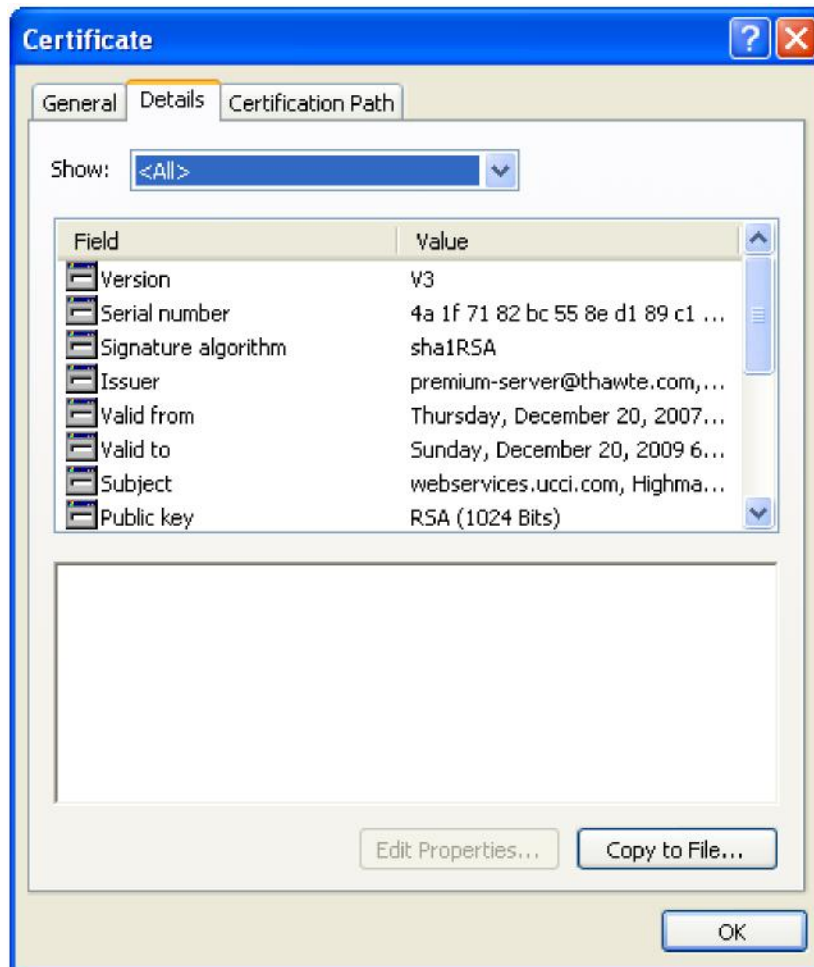 Certificate
General Details Certification Path
Show: <All>
Field Value
Version V3
Serial number 4a 1f 71 82 bc 55 8e d1 89 c1 ...
Signature algorithm sha1RSA
Issuer premium-server@thawte.com,...
Valid from Thursday, December 20, 2007...
Valid to Sunday, December 20, 2009 6...
Subject webservices.ucci.com, Highma...
Public key RSA (1024 Bits)
Edit Properties... Copy to File...
OK